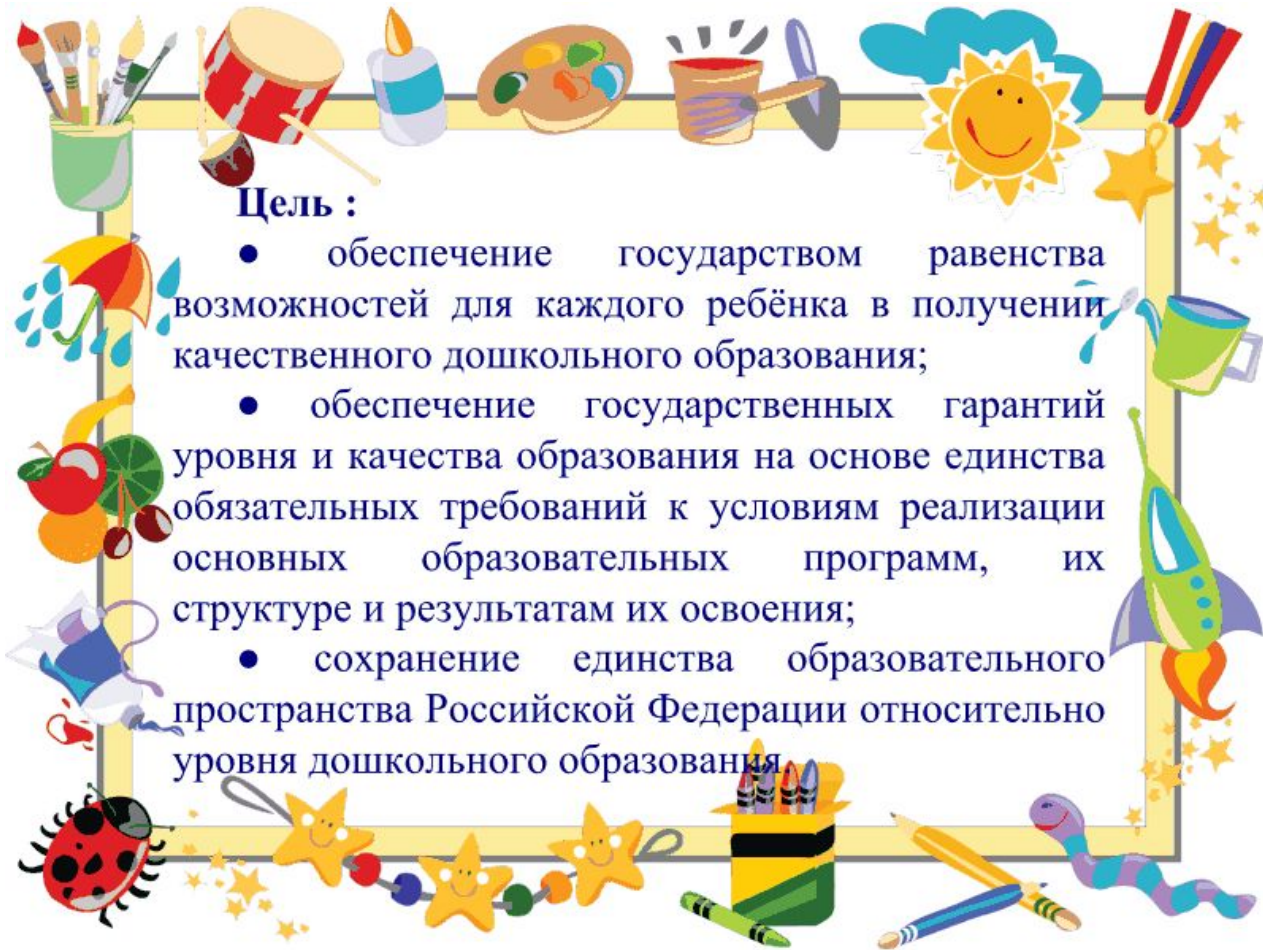 Цель :
● обеспечение государством равенства
возможностей для каждого ребёнка в получении
качественного дошкольного образования;
● обеспечение государственных гарантий
уровня и качества образования на основе единства
обязательных требований к условиям реализации
основных образовательных программ, их
структуре и результатам их освоения;
● сохранение единства образовательного
пространства Российской Федерации относительно
уровня дошкольного образования.